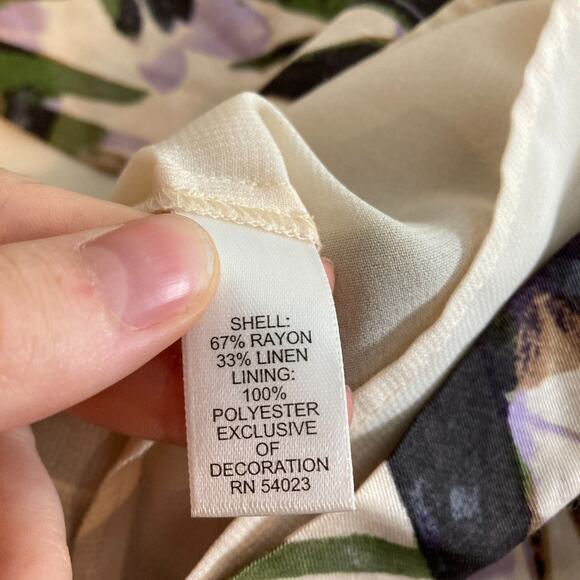 SHELL:
67% RAYON
33% LINEN
LINING:
100%
POLYESTER
EXCLUSIVE
OF
DECORATION
RN 54023